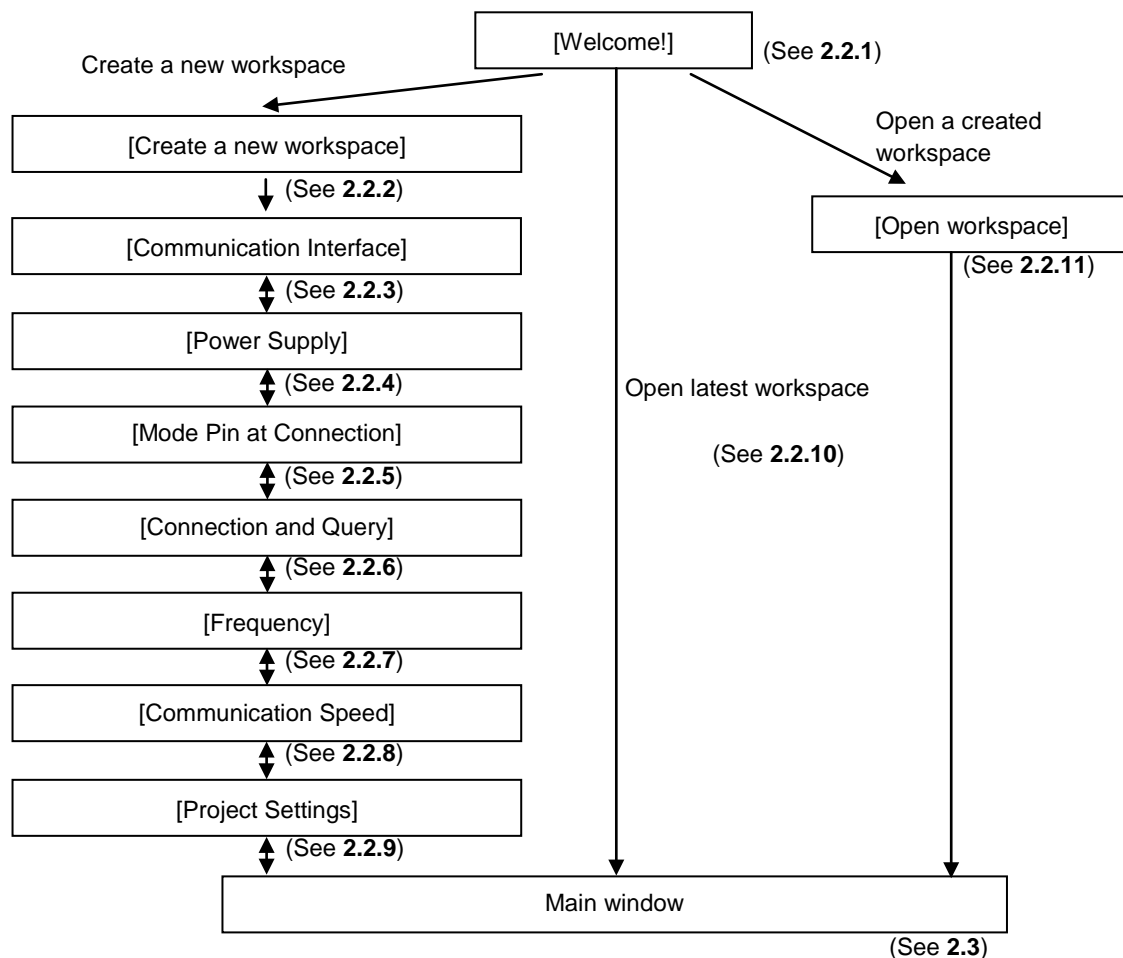 [Welcome!]
(See 2.2.1)
Create a new workspace
Open a created
workspace
[Create a new workspace]
(See 2.2.2)
[Open workspace]
(See 2.2.11)
[Communication Interface]
(See 2.2.3)
[Power Supply]
(See 2.2.4)
Open latest workspace
(See 2.2.10)
[Mode Pin at Connection]
(See 2.2.5)
[Connection and Query]
(See 2.2.6)
[Frequency]
(See 2.2.7)
[Communication Speed]
(See 2.2.8)
[Project Settings]
(See 2.2.9)
Main window
(See 2.3)